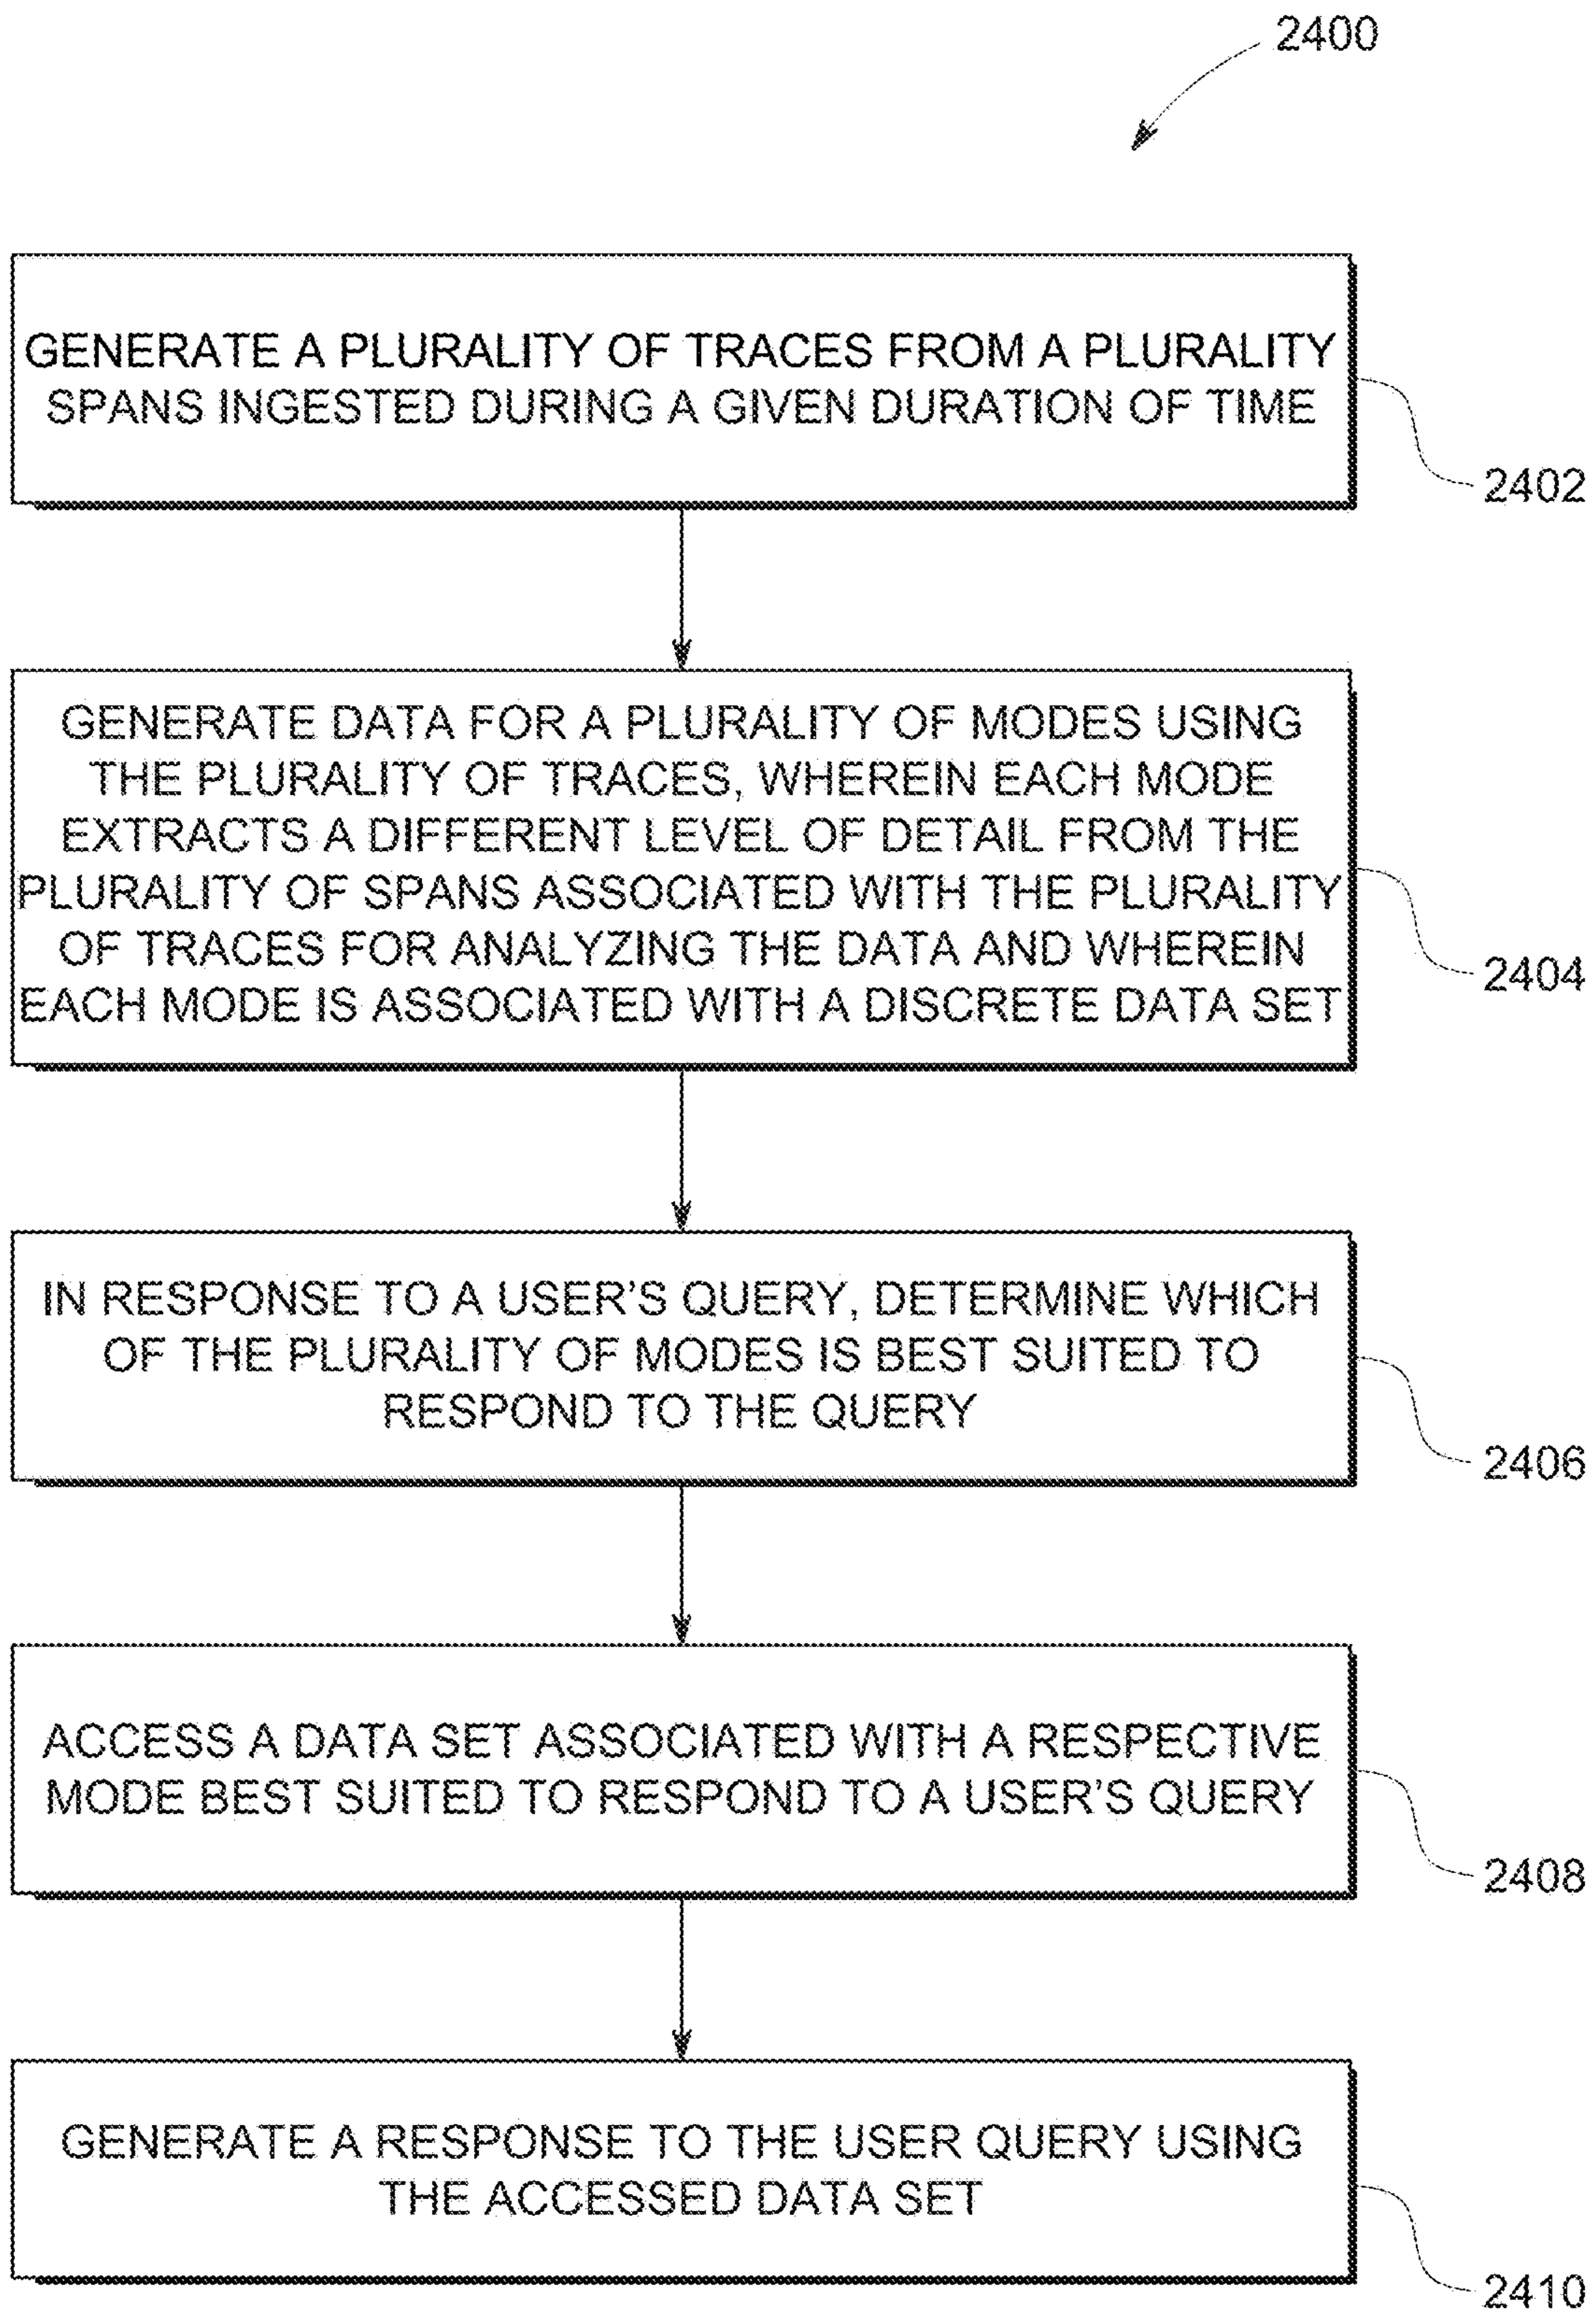 2400
GENERATE A PLURALITY OF TRACES FROM A PLURALITY
SPANS INGESTED DURING A GIVEN DURATION OF TIME
2402
GENERATE DATA FOR A PLURALITY OF MODES USING
THE PLURALITY OF TRACES, WHEREIN EACH MODE
EXTRACTS A DIFFERENT LEVEL OF DETAIL FROM THE
PLURALITY OF SPANS ASSOCIATED WITH THE PLURALITY
OF TRACES FOR ANALYZING THE DATA AND WHEREIN
EACH MODE IS ASSOCIATED WITH A DISCRETE DATA SET
2404
IN RESPONSE TO A USER'S QUERY, DETERMINE WHICH
OF THE PLURALITY OF MODES IS BEST SUITED TO
RESPOND TO THE QUERY
2406
ACCESS A DATA SET ASSOCIATED WITH A RESPECTIVE
MODE BEST SUITED TO RESPOND TO A USER'S QUERY
2408
GENERATE A RESPONSE TO THE USER QUERY USING
THE ACCESSED DATA SET
2410